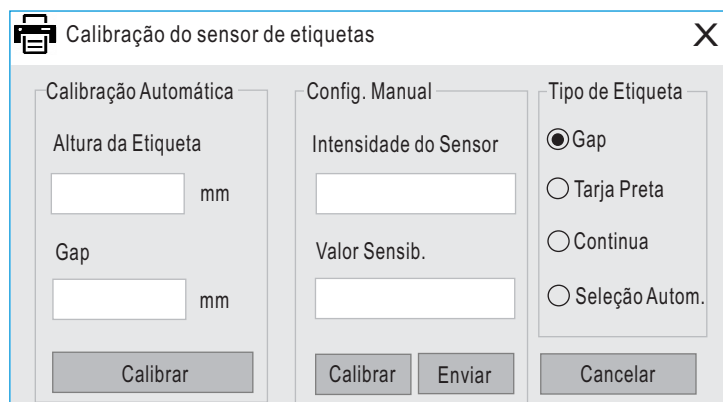 Calibração do sensor de etiquetas
X
Calibração Automática
Altura da Etiqueta
mm
Gap
mm
Calibrar
Config. Manual
Intensidade do Sensor
Valor Sensib.
Calibrar
Enviar
Tipo de Etiqueta
Gap
Tarja Preta
Continua
Seleção Autom.
Cancelar